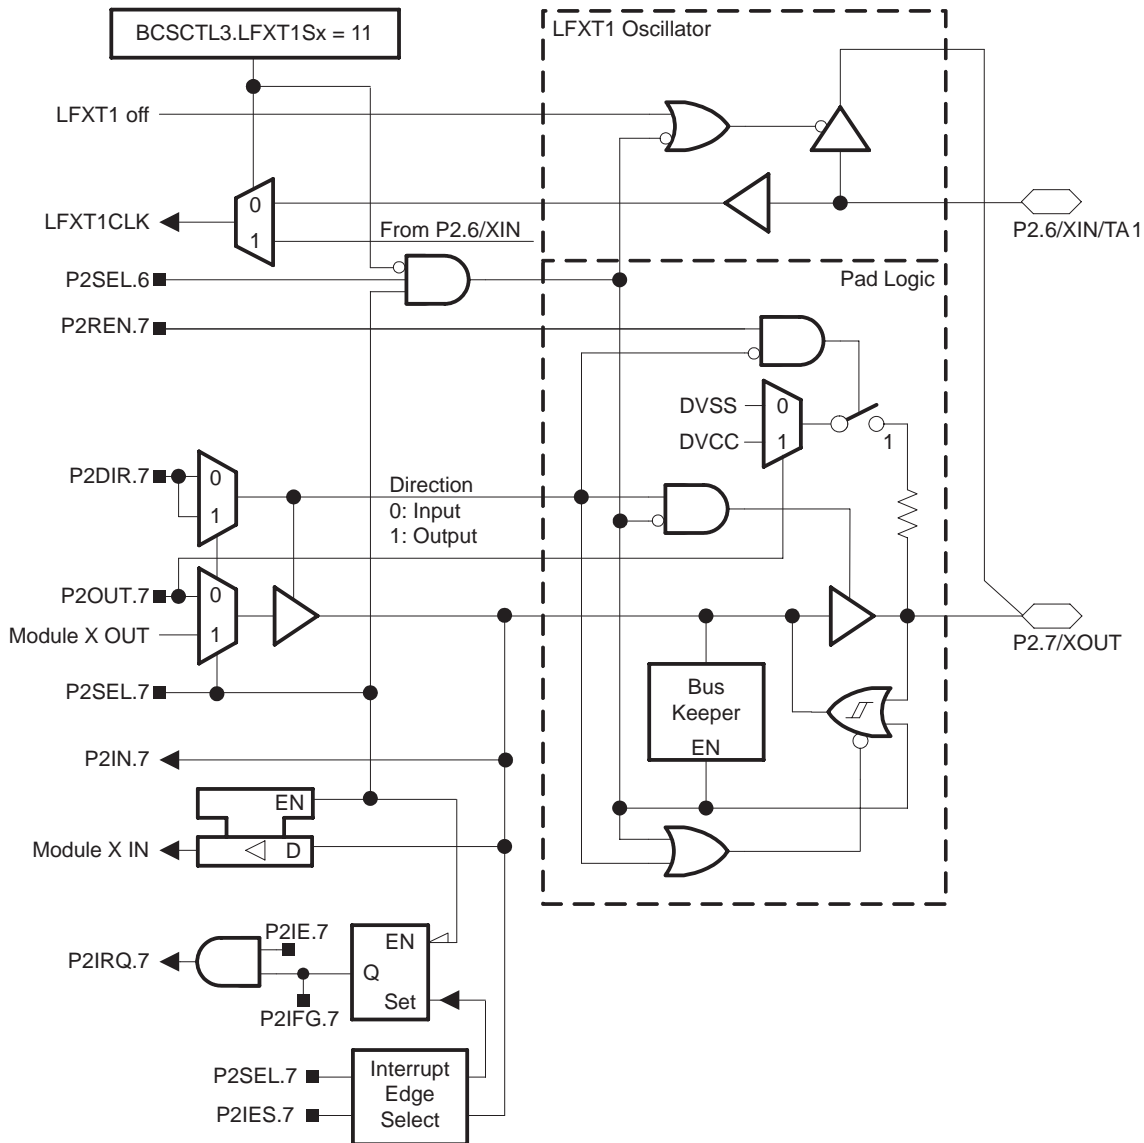 BCSCTL3.LFXT1Sx = 11
LFXT1 Oscillator
LFXT1 off
0
LFXT1CLK
1
From P2.6/XIN
P2.6/XIN/TA1
P2SEL.6
Pad Logic
P2REN.7
DVSS
0
DVCC
1
1
P2DIR.7
0
1
Direction
0: Input
1: Output
P2OUT.7
0
Module X OUT
1
P2.7/XOUT
P2SEL.7
Bus
Keeper
EN
P2IN.7
EN
Module X IN
D
P2IE.7
EN
P2IRQ.7
Q
Set
P2IFG.7
P2SEL.7
P2IES.7
Interrupt
Edge
Select